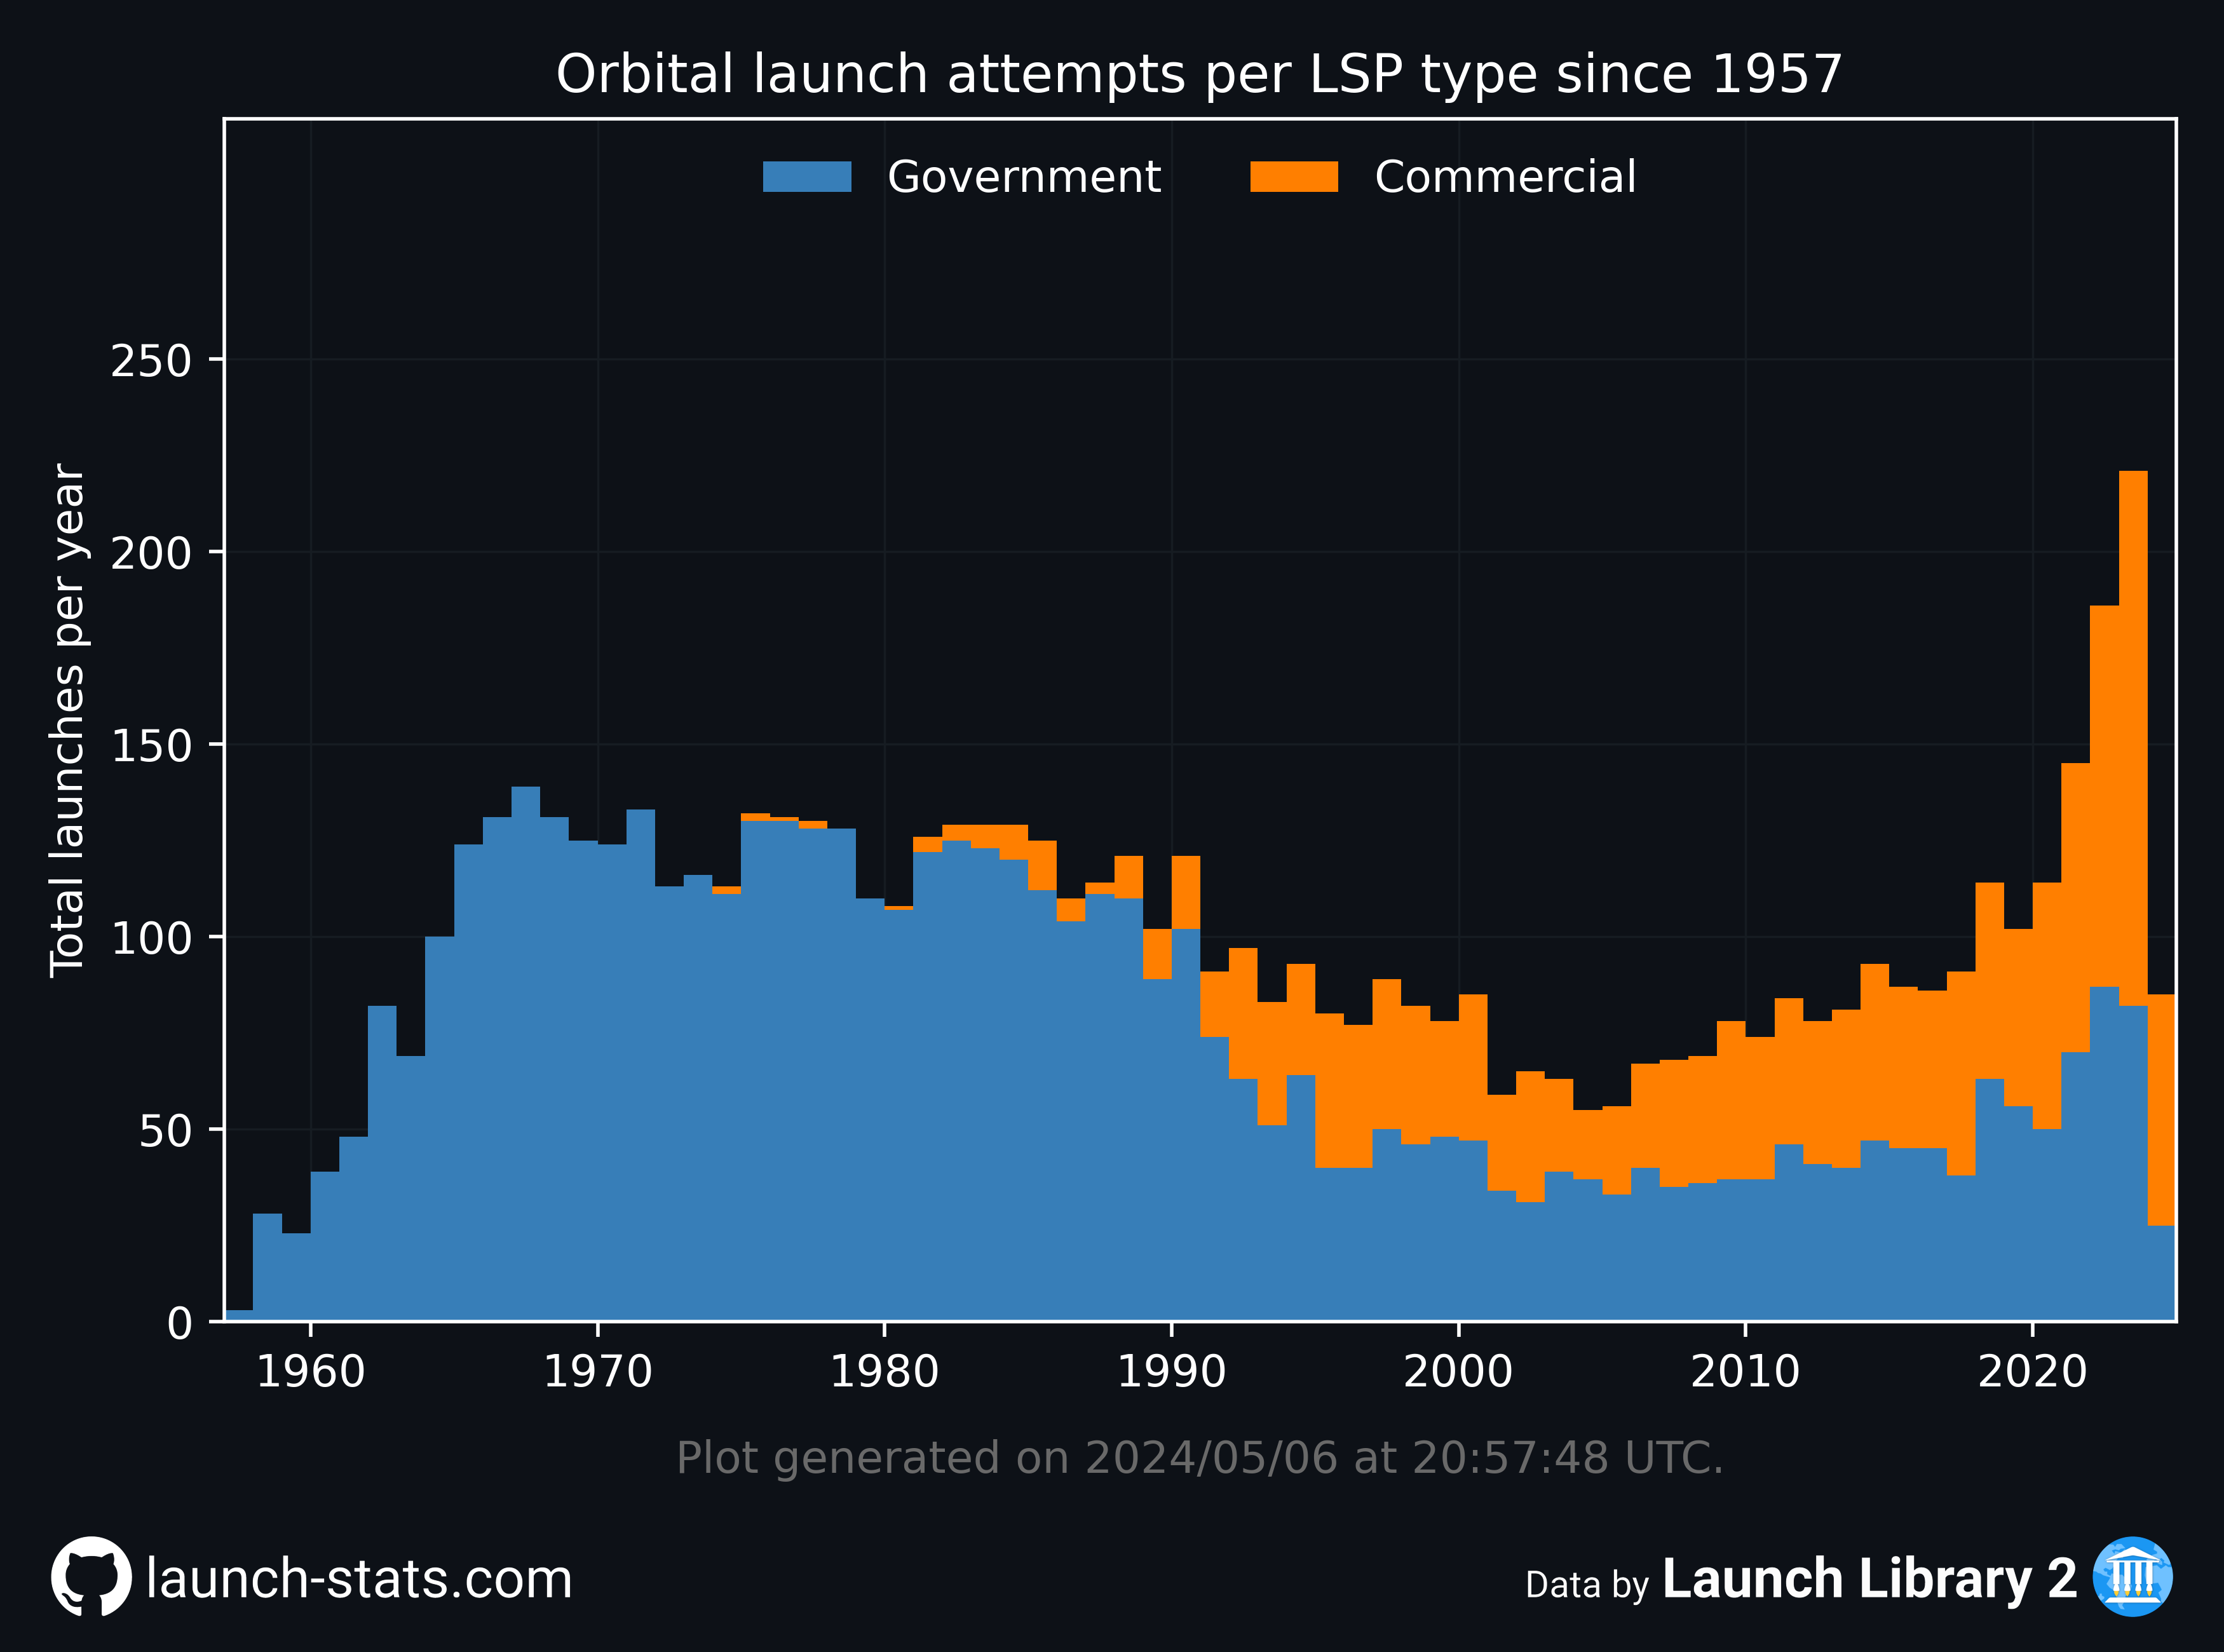 Orbital launch attempts per LSP type since 1957
Government
Commercial
Total launches per year
250
200
150
100
50
0
1960
1970
1980
1990
2000
2010
2020
Plot generated on 2024/05/06 at 20:57:48 UTC.
launch-stats.com
Data by Launch Library 2